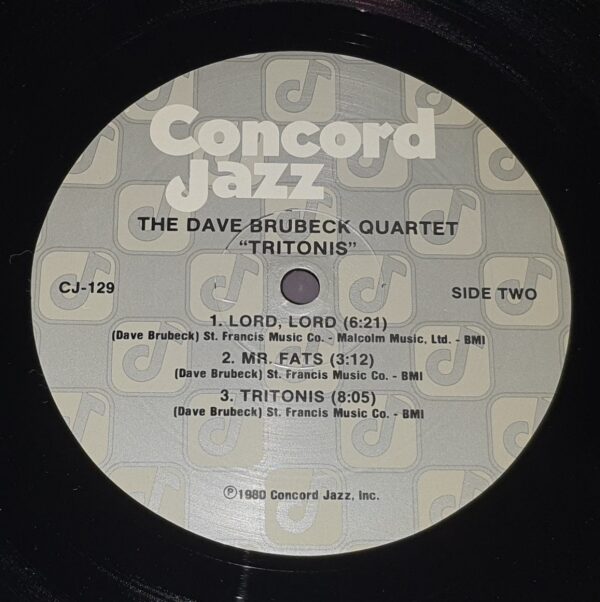 Concord
Jazz
THE DAVE BRUBECK QUARTET
“TRITONIS”
CJ-129
SIDE TWO
1. LORD, LORD (6:21)
(Dave Brubeck) St. Francis Music Co. - Malcolm Music, Ltd. - BMI
2. MR. FATS (3:12)
(Dave Brubeck) St. Francis Music Co. - BMI
3. TRITONIS (8:05)
(Dave Brubeck) St. Francis Music Co. - BMI
℗1980 Concord Jazz, Inc.